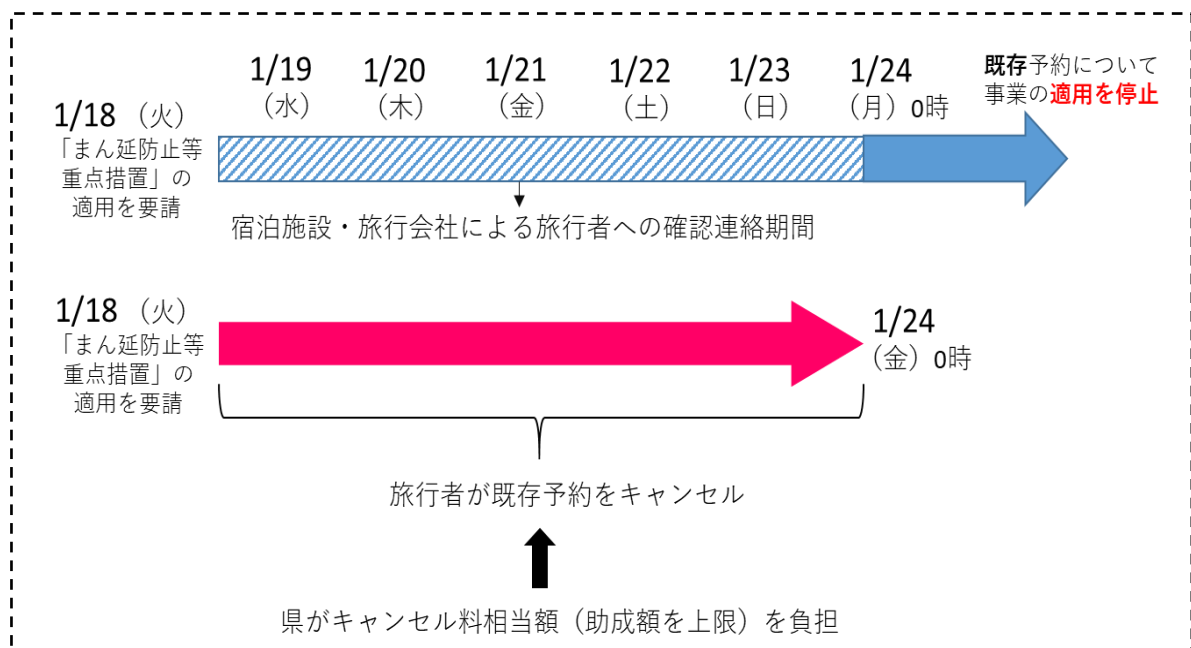 1/19 1/20 1/21 1/22 1/23 1/24
（水） （木） （金） （土） （日） （月）0時
既存予約について
事業の適用を停止
1/18（火）
「まん延防止等
重点措置」の
適用を要請
宿泊施設・旅行会社による旅行者への確認連絡期間
1/18（火）
「まん延防止等
重点措置」の
適用を要請
1/24
（金）0時
旅行者が既存予約をキャンセル
県がキャンセル料相当額（助成額を上限）を負担